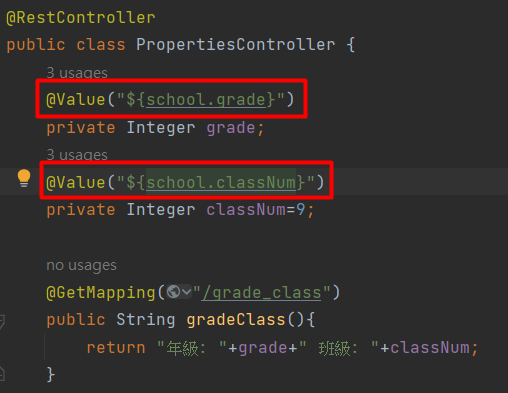 @RestController
public class PropertiesController {
3 usages
@Value("${school.grade}")
private Integer grade;
3 usages
@Value("${school.classNum}")
private Integer classNum=9;
no usages
@GetMapping("/grade_class")
public String gradeClass(){
return "年級: "+grade+" 班級: "+classNum;
}